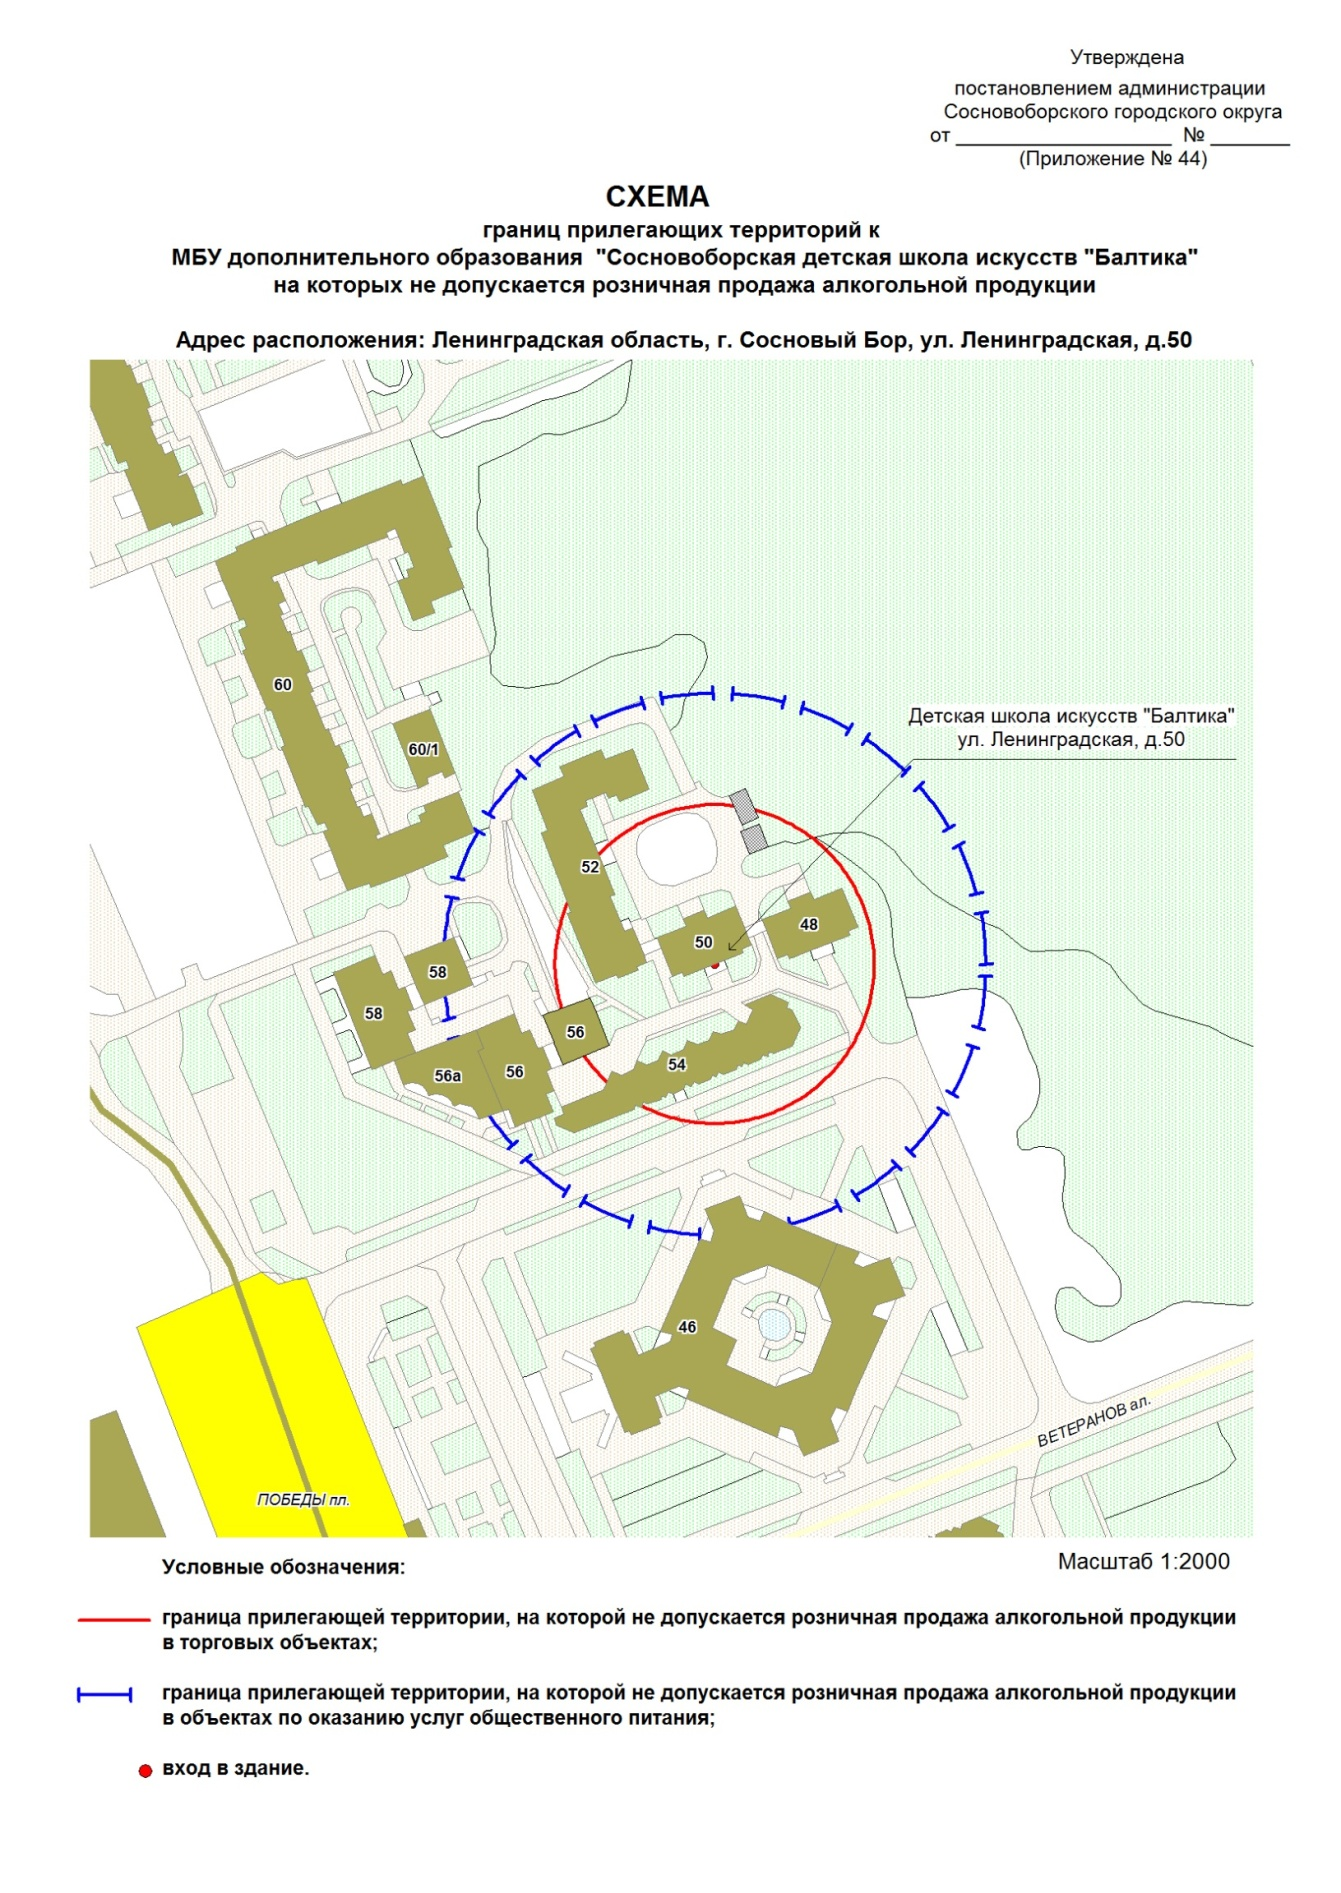 Утверждена
постановлением администрации
Сосновоборского городского округа
от ____________________ № _______
(Приложение № 44)
СХЕМА
границ прилегающих территорий к
МБУ дополнительного образования "Сосновоборская детская школа искусств "Балтика"
на которых не допускается розничная продажа алкогольной продукции
Адрес расположения: Ленинградская область, г. Сосновый Бор, ул. Ленинградская, д.50
60
Детская школа искусств "Балтика"
ул. Ленинградская, д.50
60/1
52
48
50
58
58
56
54
56
56а
46
ВЕТЕРАНОВ ал.
ПОБЕДЫ пл.
Масштаб 1:2000
Условные обозначения:
граница прилегающей территории, на которой не допускается розничная продажа алкогольной продукции
в торговых объектах;
граница прилегающей территории, на которой не допускается розничная продажа алкогольной продукции
в объектах по оказанию услуг общественного питания;
вход в здание.